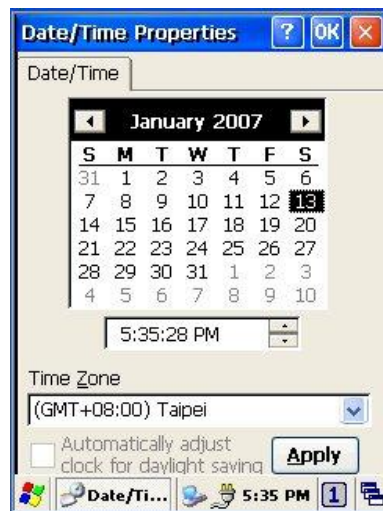 Date/Time Properties ? OK ×
Date/Time
January 2007
S M T W T F S
31 1 2 3 4 5 6
7 8 9 10 11 12 13
14 15 16 17 18 19 20
21 22 23 24 25 26 27
28 29 30 31 1 2 3
4 5 6 7 8 9 10
5:35:28 PM
Time Zone
(GMT+08:00) Taipei
Automatically adjust
clock for daylight saving
Apply
Date/Ti... 5:35 PM 1